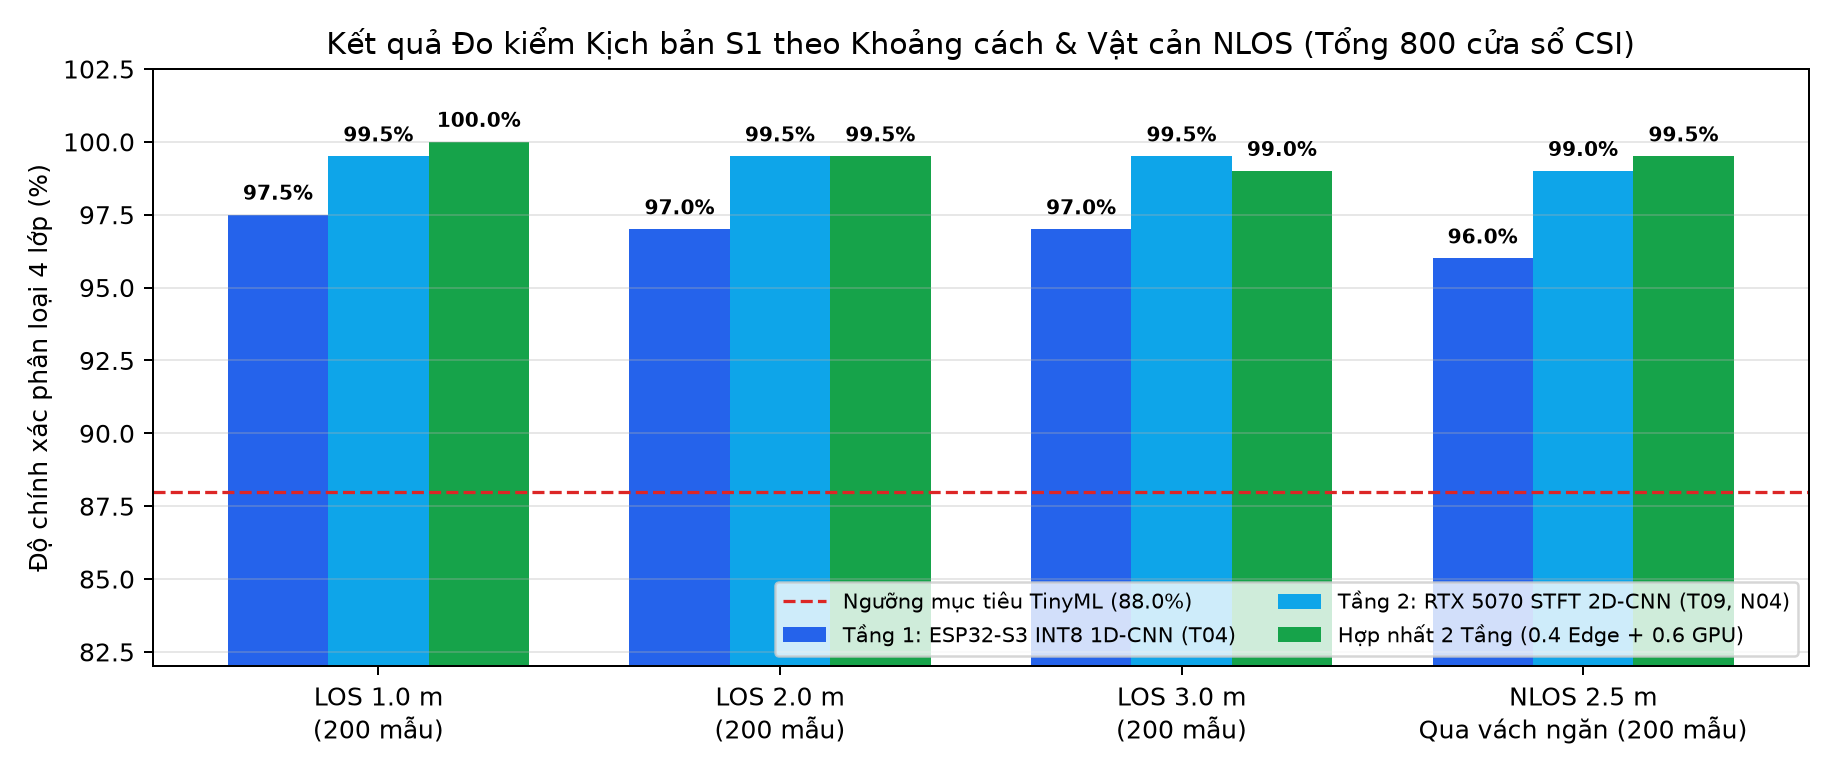 Kết quả Đo kiểm Kịch bản S1 theo Khoảng cách & Vật cản NLOS (Tổng 800 cửa sổ CSI)
Độ chính xác phân loại 4 lớp (%)
102.5
100.0
97.5
95.0
92.5
90.0
87.5
85.0
82.5
97.5%
99.5%
100.0%
97.0%
99.5%
99.5%
97.0%
99.5%
99.0%
96.0%
99.0%
99.5%
Ngưỡng mục tiêu TinyML (88.0%)
Tầng 1: ESP32-S3 INT8 1D-CNN (T04)
Tầng 2: RTX 5070 STFT 2D-CNN (T09, N04)
Hợp nhất 2 Tầng (0.4 Edge + 0.6 GPU)
LOS 1.0 m
(200 mẫu)
LOS 2.0 m
(200 mẫu)
LOS 3.0 m
(200 mẫu)
NLOS 2.5 m
Qua vách ngăn (200 mẫu)